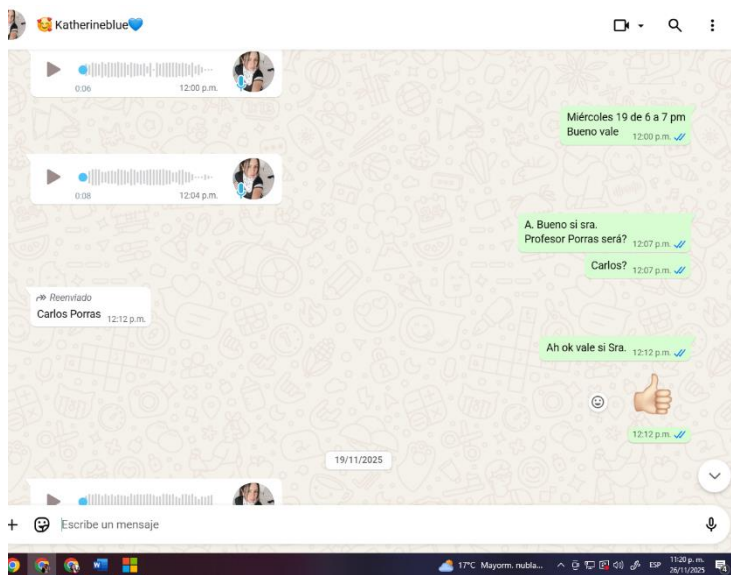 🥰 Katherineblue💙
0:06 12:00 p.m.
Miércoles 19 de 6 a 7 pm
Bueno vale 12:00 p.m.
0:08 12:04 p.m.
A. Bueno si sra.
Profesor Porras será? 12:07 p.m.
Carlos? 12:07 p.m.
Reenviado
Carlos Porras 12:12 p.m.
Ah ok vale si Sra. 12:12 p.m.
👍🏻
12:12 p.m.
19/11/2025
Escribe un mensaje
17°C Mayorm. nubla... ESP 11:20 p. m.
26/11/2025